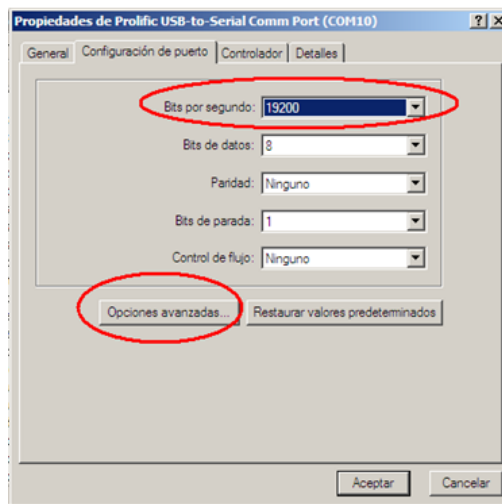 Propiedades de Prolific USB-to-Serial Comm Port (COM10)
General Configuración de puerto Controlador Detalles
Bits por segundo: 19200
Bits de datos: 8
Paridad: Ninguno
Bits de parada: 1
Control de flujo: Ninguno
Opciones avanzadas... Restaurar valores predeterminados
Aceptar Cancelar